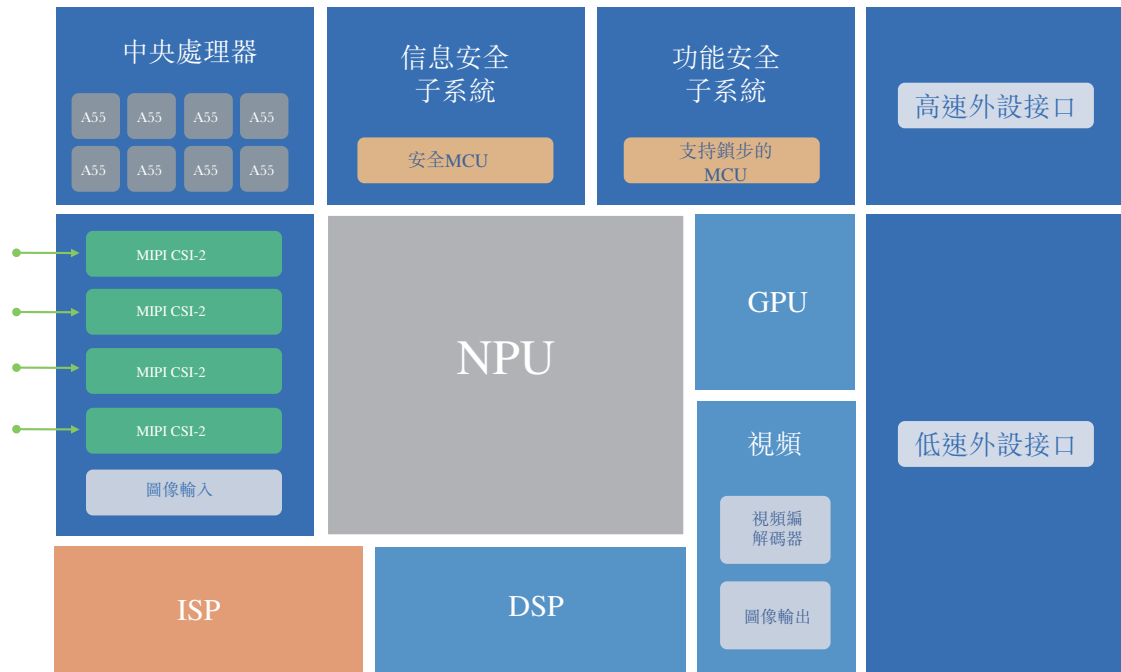 中央處理器
A55 A55 A55 A55
A55 A55 A55 A55
信息安全
子系統
安全MCU
功能安全
子系統
支持鎖步的
MCU
高速外設接口
MIPI CSI-2
MIPI CSI-2
MIPI CSI-2
MIPI CSI-2
圖像輸入
NPU
GPU
視頻
視頻編
解碼器
圖像輸出
低速外設接口
ISP
DSP